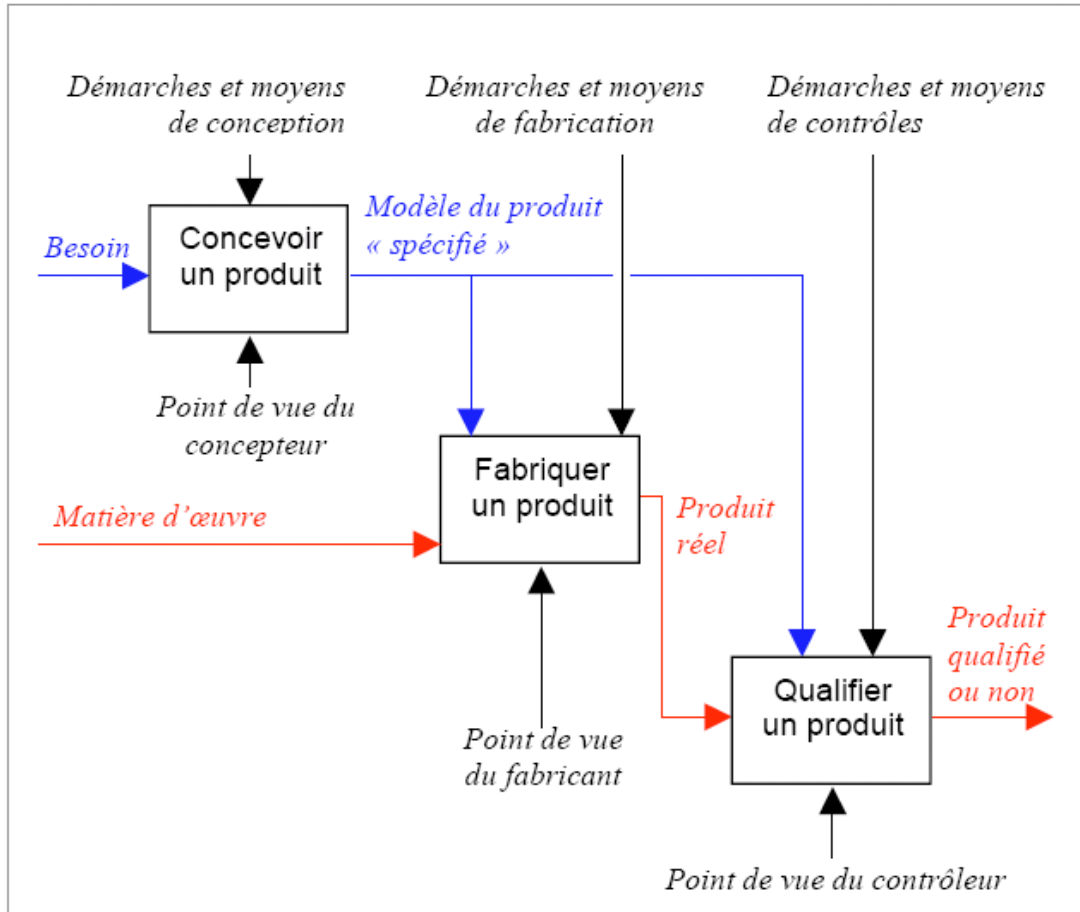 Démarches et moyens
de conception
Démarches et moyens
de fabrication
Démarches et moyens
de contrôles
Besoin
Concevoir
un produit
Modèle du produit
« spécifié »
Point de vue du
concepteur
Matière d'œuvre
Fabriquer
un produit
Produit
réel
Point de vue
du fabricant
Qualifier
un produit
Produit
qualifié
ou non
Point de vue du contrôleur